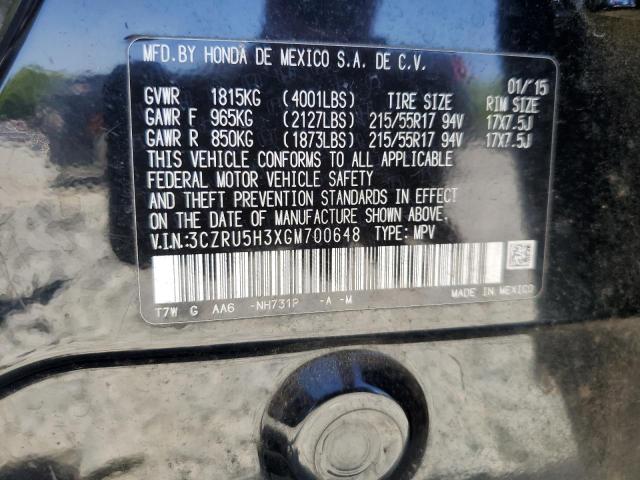 MFD.BY HONDA DE MEXICO S.A. DE C.V.
01/'15
GVWR 1815KG (4001LBS) TIRE SIZE RIM SIZE
GAWR F 965KG (2127LBS) 215/55R17 94V 17X7.5J
GAWR R 850KG (1873LBS) 215/55R17 94V 17X7.5J
THIS VEHICLE CONFORMS TO ALL APPLICABLE
FEDERAL MOTOR VEHICLE SAFETY
AND THEFT PREVENTION STANDARDS IN EFFECT
ON THE DATE OF MANUFACTURE SHOWN ABOVE.
V.I.N:3CZRU5H3XGM700648 TYPE: MPV
T7W G AA6 -NH731P -A -M MADE IN MEXICO